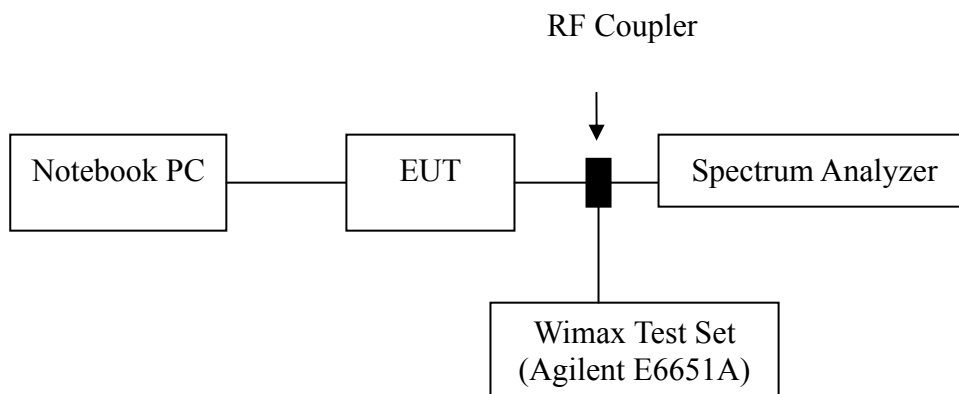 RF Coupler
Notebook PC
EUT
Spectrum Analyzer
Wimax Test Set
(Agilent E6651A)